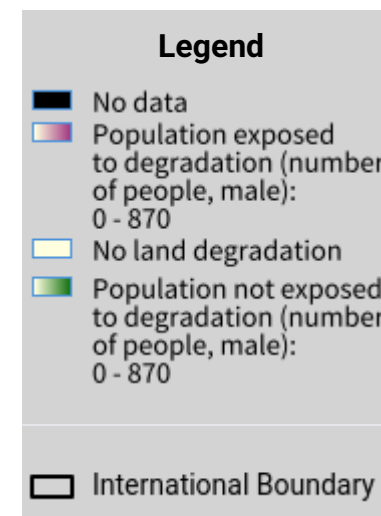 Legend
No data
Population exposed
to degradation (number
of people, male):
0 - 870
No land degradation
Population not exposed
to degradation (number
of people, male):
0 - 870
International Boundary